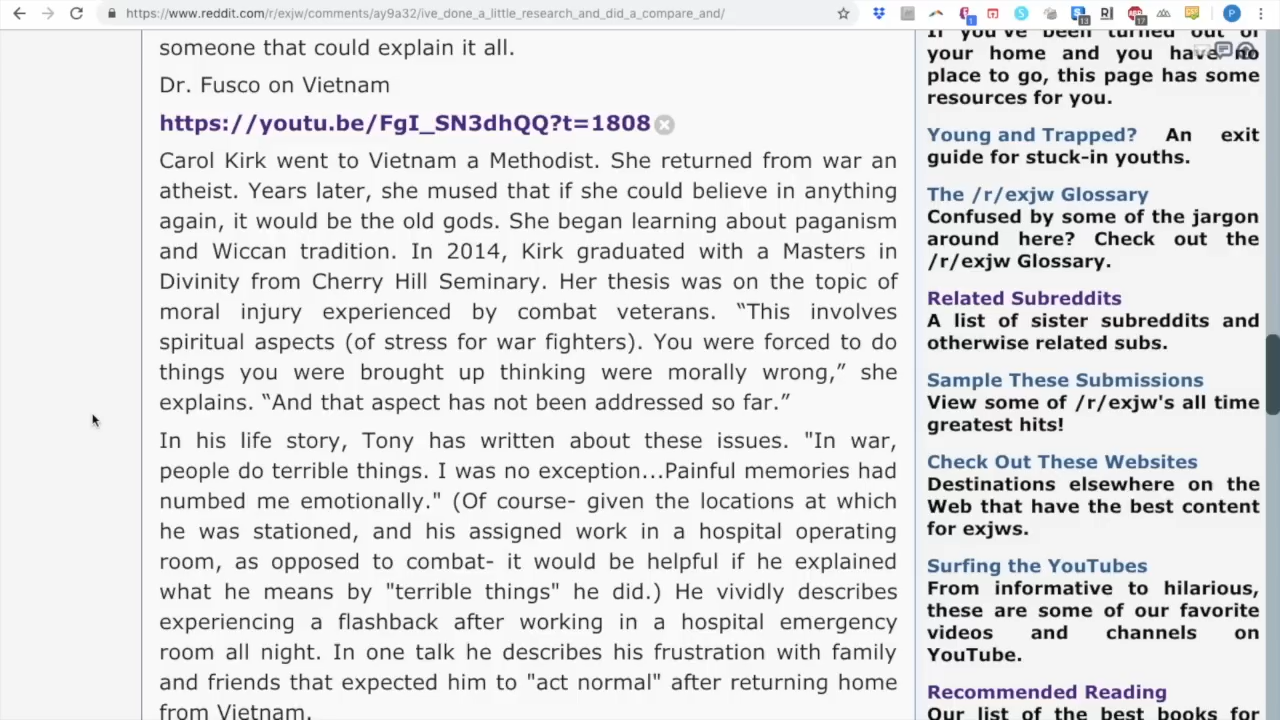 https://www.reddit.com/r/exjw/comments/ay9a32/ive_done_a_little_research_and_did_a_compare_and/
someone that could explain it all.
Dr. Fusco on Vietnam
https://youtu.be/FgI_SN3dhQQ?t=1808
Carol Kirk went to Vietnam a Methodist. She returned from war an
atheist. Years later, she mused that if she could believe in anything
again, it would be the old gods. She began learning about paganism
and Wiccan tradition. In 2014, Kirk graduated with a Masters in
Divinity from Cherry Hill Seminary. Her thesis was on the topic of
moral injury experienced by combat veterans. “This involves
spiritual aspects (of stress for war fighters). You were forced to do
things you were brought up thinking were morally wrong,” she
explains. “And that aspect has not been addressed so far.”
In his life story, Tony has written about these issues. "In war,
people do terrible things. I was no exception...Painful memories had
numbed me emotionally." (Of course- given the locations at which
he was stationed, and his assigned work in a hospital operating
room, as opposed to combat- it would be helpful if he explained
what he means by "terrible things" he did.) He vividly describes
experiencing a flashback after working in a hospital emergency
room all night. In one talk he describes his frustration with family
and friends that expected him to "act normal" after returning home
from Vietnam.
If you've been turned out of
your home and you have no
place to go, this page has some
resources for you.
Young and Trapped? An exit
guide for stuck-in youths.
The /r/exjw Glossary
Confused by some of the jargon
around here? Check out the
/r/exjw Glossary.
Related Subreddits
A list of sister subreddits and
otherwise related subs.
Sample These Submissions
View some of /r/exjw's all time
greatest hits!
Check Out These Websites
Destinations elsewhere on the
Web that have the best content
for exjws.
Surfing the YouTubes
From informative to hilarious,
these are some of our favorite
videos and channels on
YouTube.
Recommended Reading
Our list of the best books for